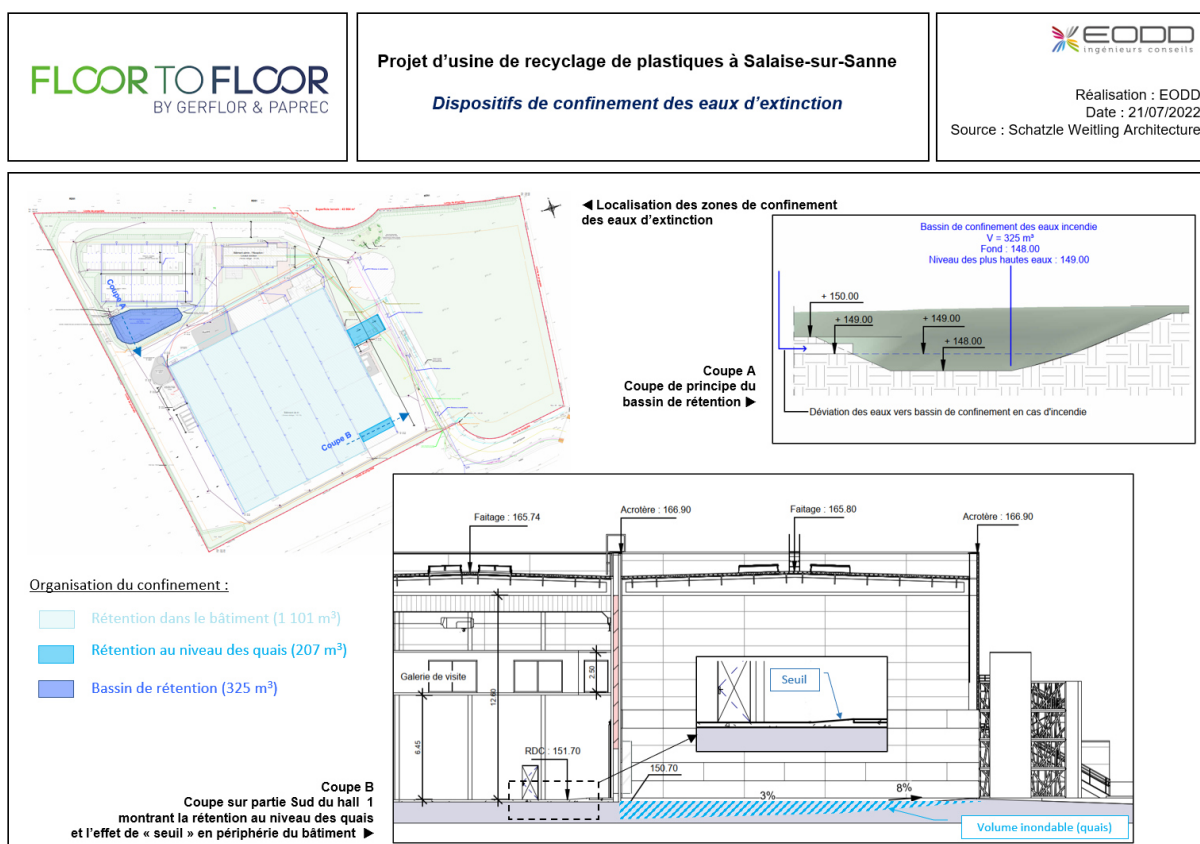 FLOOR TO FLOOR
BY GERFLOR & PAPREC
Projet d'usine de recyclage de plastiques à Salaise-sur-Sanne
Dispositifs de confinement des eaux d'extinction
EODD
ingénieurs conseils
Réalisation : EODD
Date : 21/07/2022
Source : Schatzle Weitling Architecture
◄ Localisation des zones de confinement
des eaux d'extinction
Coupe A
Coupe B
Bassin de confinement des eaux incendie
V = 325 m³
Fond : 148.00
Niveau des plus hautes eaux : 149.00
+ 150.00
+ 149.00
+ 149.00
+ 148.00
Déviation des eaux vers bassin de confinement en cas d'incendie
Coupe A
Coupe de principe du
bassin de rétention ►
Organisation du confinement :
Rétention dans le bâtiment (1 101 m³)
Rétention au niveau des quais (207 m³)
Bassin de rétention (325 m³)
Faitage : 165.74
Acrotère : 166.90
Faitage : 165.80
Acrotère : 166.90
Galerie de visite
2.50
12.60
6.45
Seuil
RDC : 151.70
150.70
3%
8%
Volume inondable (quais)
Coupe B
Coupe sur partie Sud du hall 1
montrant la rétention au niveau des quais
et l'effet de « seuil » en périphérie du bâtiment ►